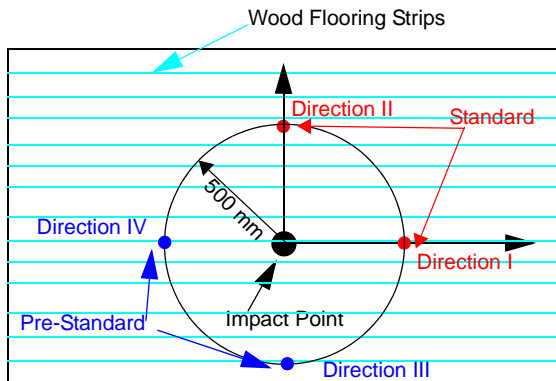 Wood Flooring Strips
Direction II
Standard
500 mm
Direction IV
Direction I
Impact Point
Pre-Standard
Direction III